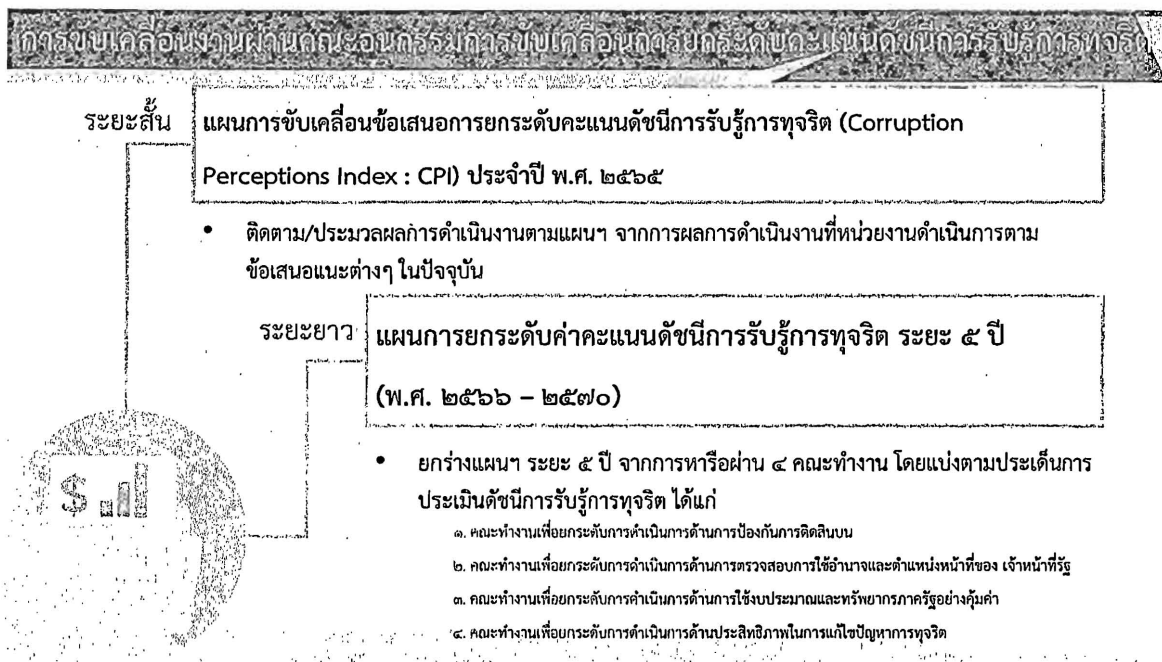 การขับเคลื่อนงานผ่านคณะอนุกรรมการขับเคลื่อนการยกระดับคะแนนดัชนีการรับรู้การทุจริต
ระยะสั้น
แผนการขับเคลื่อนข้อเสนอการยกระดับคะแนนดัชนีการรับรู้การทุจริต (Corruption
Perceptions Index : CPI) ประจำปี พ.ศ. ๒๕๖๕
• ติดตาม/ประมวลผลการดำเนินงานตามแผนฯ จากการผลการดำเนินงานที่หน่วยงานดำเนินการตาม
ข้อเสนอแนะต่างๆ ในปัจจุบัน
ระยะยาว
แผนการยกระดับค่าคะแนนดัชนีการรับรู้การทุจริต ระยะ ๕ ปี
(พ.ศ. ๒๕๖๖ – ๒๕๗๐)
• ยกร่างแผนฯ ระยะ ๕ ปี จากการหารือผ่าน ๔ คณะทำงาน โดยแบ่งตามประเด็นการ
ประเมินดัชนีการรับรู้การทุจริต ได้แก่
๑. คณะทำงานเพื่อยกระดับการดำเนินการด้านการป้องกันการติดสินบน
๒. คณะทำงานเพื่อยกระดับการดำเนินการด้านการตรวจสอบการใช้อำนาจและตำแหน่งหน้าที่ของ เจ้าหน้าที่รัฐ
๓. คณะทำงานเพื่อยกระดับการดำเนินการด้านการใช้งบประมาณและทรัพยากรภาครัฐอย่างคุ้มค่า
๔. คณะทำงานเพื่อยกระดับการดำเนินการด้านประสิทธิภาพในการแก้ไขปัญหาการทุจริต
$